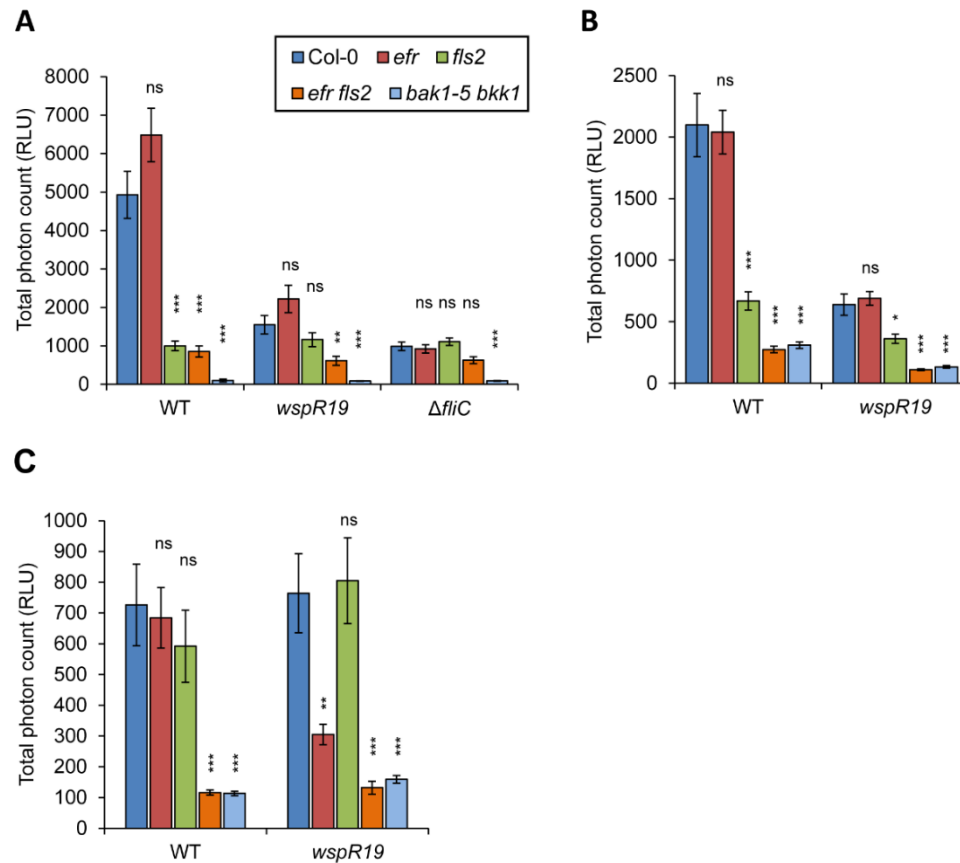 A
Col-0 efr fls2
efr fls2 bak1-5 bkk1
Total photon count (RLU)
8000
7000
6000
5000
4000
3000
2000
1000
0
ns
*** *** ***
ns ns ** ***
ns ns ns ***
WT wspR19 ΔfliC
B
Total photon count (RLU)
2500
2000
1500
1000
500
0
ns
*** *** ***
ns
* *** ***
WT wspR19
C
Total photon count (RLU)
1000
900
800
700
600
500
400
300
200
100
0
ns ns *** ***
** ns *** ***
WT wspR19